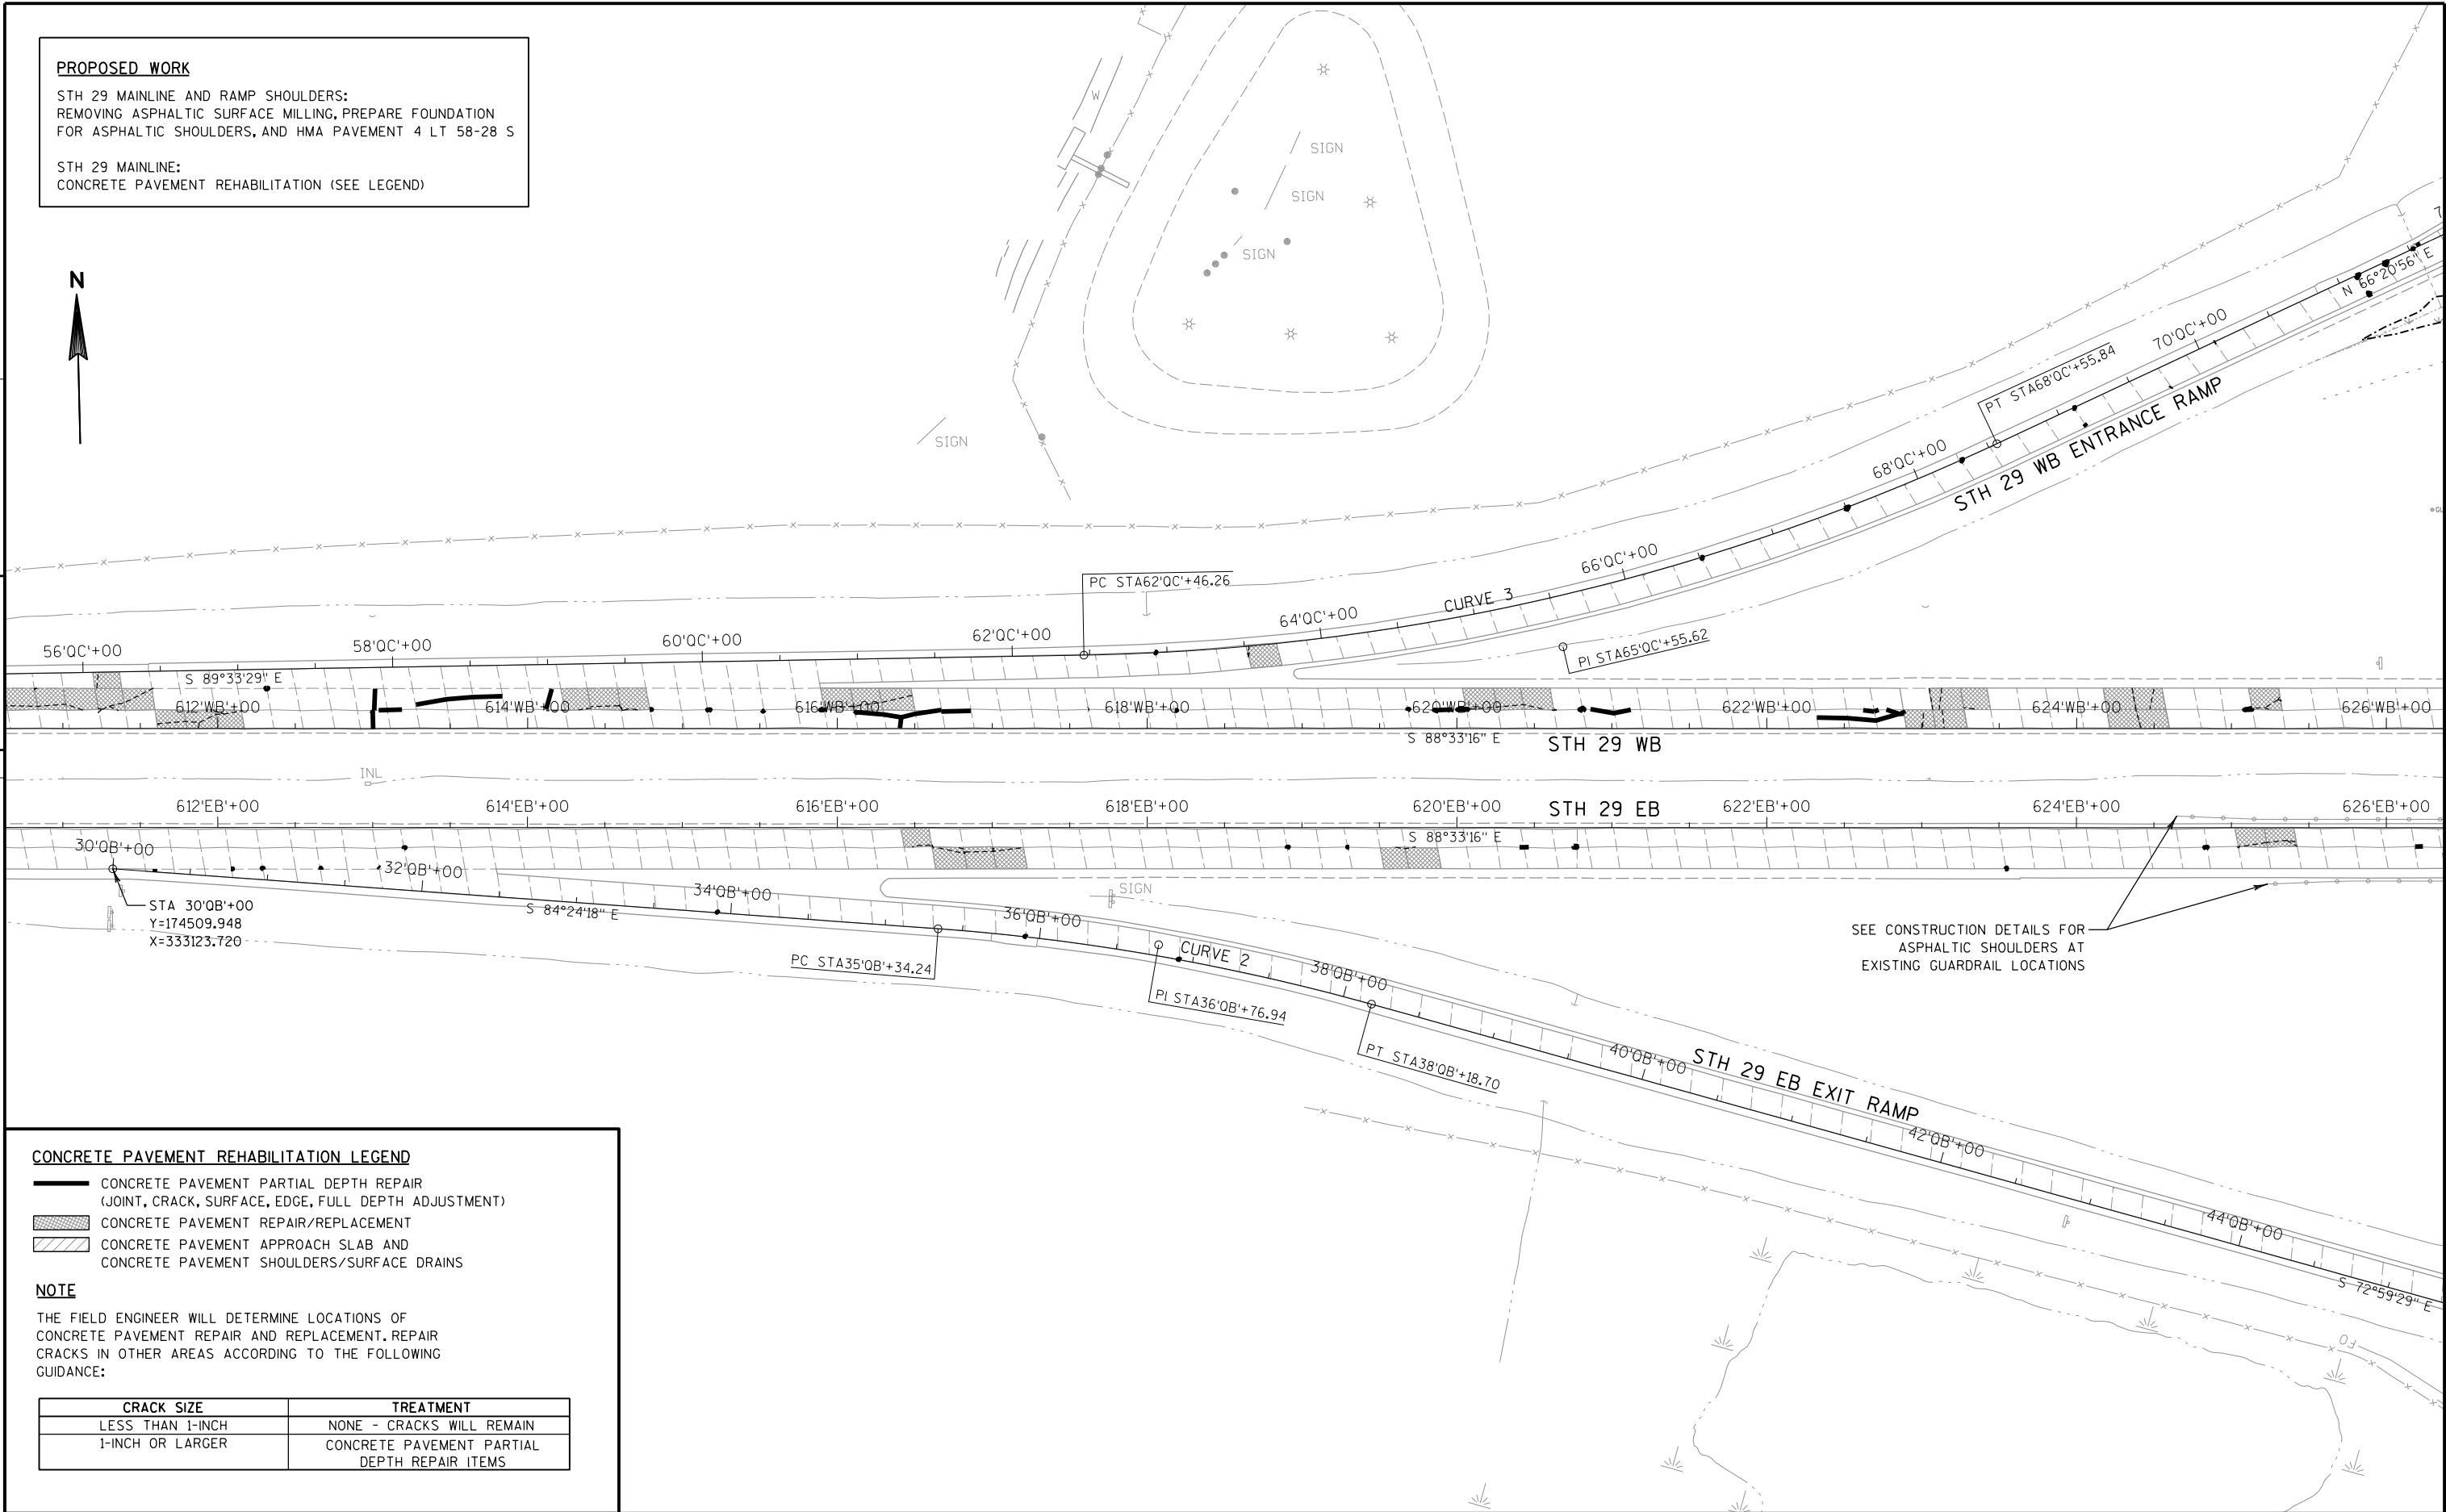 PROPOSED WORK
STH 29 MAINLINE AND RAMP SHOULDERS:
REMOVING ASPHALTIC SURFACE MILLING, PREPARE FOUNDATION
FOR ASPHALTIC SHOULDERS, AND HMA PAVEMENT 4 LT 58-28 S
STH 29 MAINLINE:
CONCRETE PAVEMENT REHABILITATION (SEE LEGEND)
N
W
SIGN
SIGN
SIGN
SIGN
N 66°20'56" E
70'QC'+00
PT STA68'QC'+55.84
STH 29 WB ENTRANCE RAMP
68'QC'+00
66'QC'+00
PC STA62'QC'+46.26
CURVE 3
64'QC'+00
62'QC'+00
60'QC'+00
58'QC'+00
56'QC'+00
PI STA65'QC'+55.62
S 89°33'29" E
612'WB'+00
614'WB'+00
616'WB'+00
618'WB'+00
620'WB'+00
622'WB'+00
624'WB'+00
626'WB'+00
S 88°33'16" E
STH 29 WB
INL
612'EB'+00
614'EB'+00
616'EB'+00
618'EB'+00
620'EB'+00
STH 29 EB
622'EB'+00
624'EB'+00
626'EB'+00
S 88°33'16" E
30'QB'+00
32'QB'+00
34'QB'+00
SIGN
36'QB'+00
S 84°24'18" E
STA 30'QB'+00
Y=174509.948
X=333123.720
PC STA35'QB'+34.24
CURVE 2
38'QB'+00
PI STA36'QB'+76.94
PT STA38'QB'+18.70
SEE CONSTRUCTION DETAILS FOR
ASPHALTIC SHOULDERS AT
EXISTING GUARDRAIL LOCATIONS
40'QB'+00
STH 29 EB EXIT RAMP
42'QB'+00
44'QB'+00
S 72°59'29" E
FO
CONCRETE PAVEMENT REHABILITATION LEGEND
CONCRETE PAVEMENT PARTIAL DEPTH REPAIR
(JOINT, CRACK, SURFACE, EDGE, FULL DEPTH ADJUSTMENT)
CONCRETE PAVEMENT REPAIR/REPLACEMENT
CONCRETE PAVEMENT APPROACH SLAB AND
CONCRETE PAVEMENT SHOULDERS/SURFACE DRAINS
NOTE
THE FIELD ENGINEER WILL DETERMINE LOCATIONS OF
CONCRETE PAVEMENT REPAIR AND REPLACEMENT. REPAIR
CRACKS IN OTHER AREAS ACCORDING TO THE FOLLOWING
GUIDANCE:
CRACK SIZE TREATMENT
LESS THAN 1-INCH NONE - CRACKS WILL REMAIN
1-INCH OR LARGER CONCRETE PAVEMENT PARTIAL
DEPTH REPAIR ITEMS